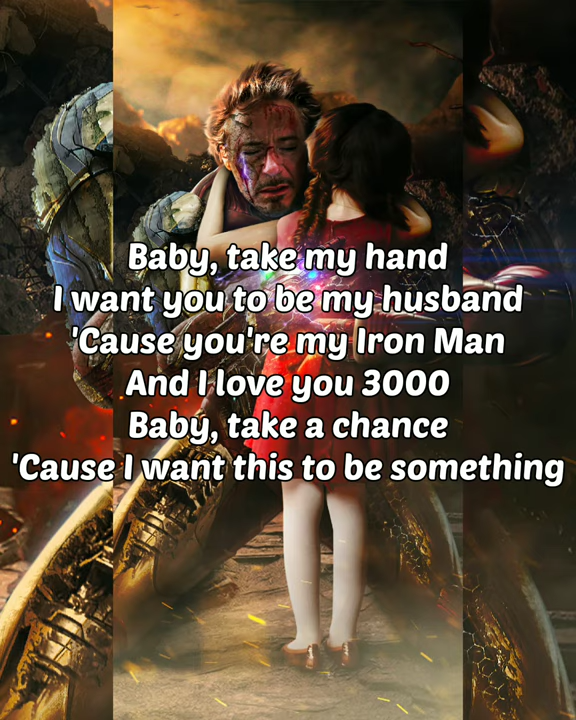 Baby, take my hand
I want you to be my husband
'Cause you're my Iron Man
And I love you 3000
Baby, take a chance
'Cause I want this to be something